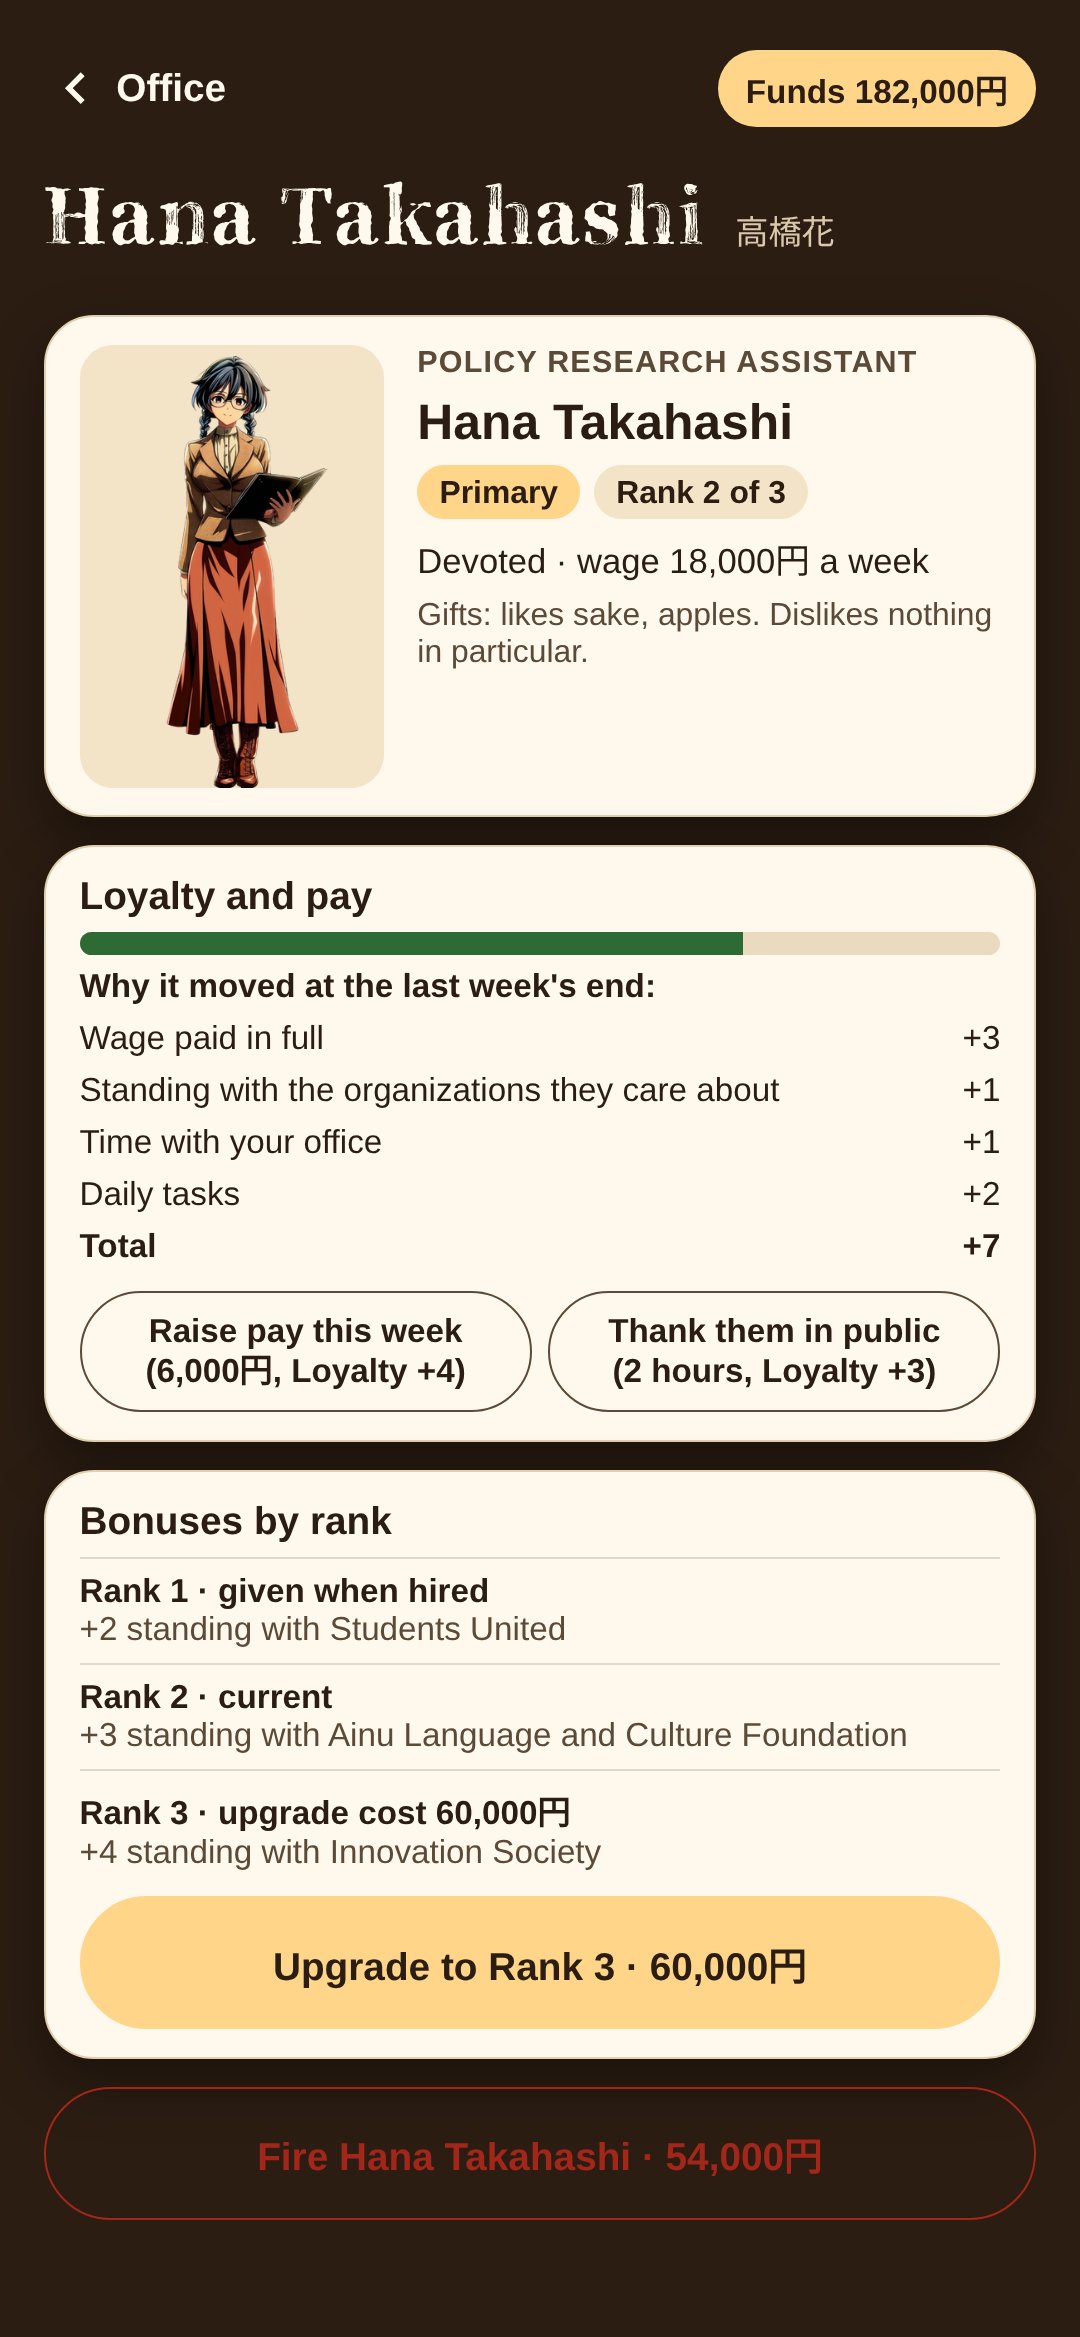 Office
Funds 182,000円
Hana Takahashi 高橋花
POLICY RESEARCH ASSISTANT
Hana Takahashi
Primary
Rank 2 of 3
Devoted · wage 18,000円 a week
Gifts: likes sake, apples. Dislikes nothing
in particular.
Loyalty and pay
Why it moved at the last week's end:
Wage paid in full +3
Standing with the organizations they care about +1
Time with your office +1
Daily tasks +2
Total +7
Raise pay this week
(6,000円, Loyalty +4)
Thank them in public
(2 hours, Loyalty +3)
Bonuses by rank
Rank 1 · given when hired
+2 standing with Students United
Rank 2 · current
+3 standing with Ainu Language and Culture Foundation
Rank 3 · upgrade cost 60,000円
+4 standing with Innovation Society
Upgrade to Rank 3 · 60,000円
Fire Hana Takahashi · 54,000円